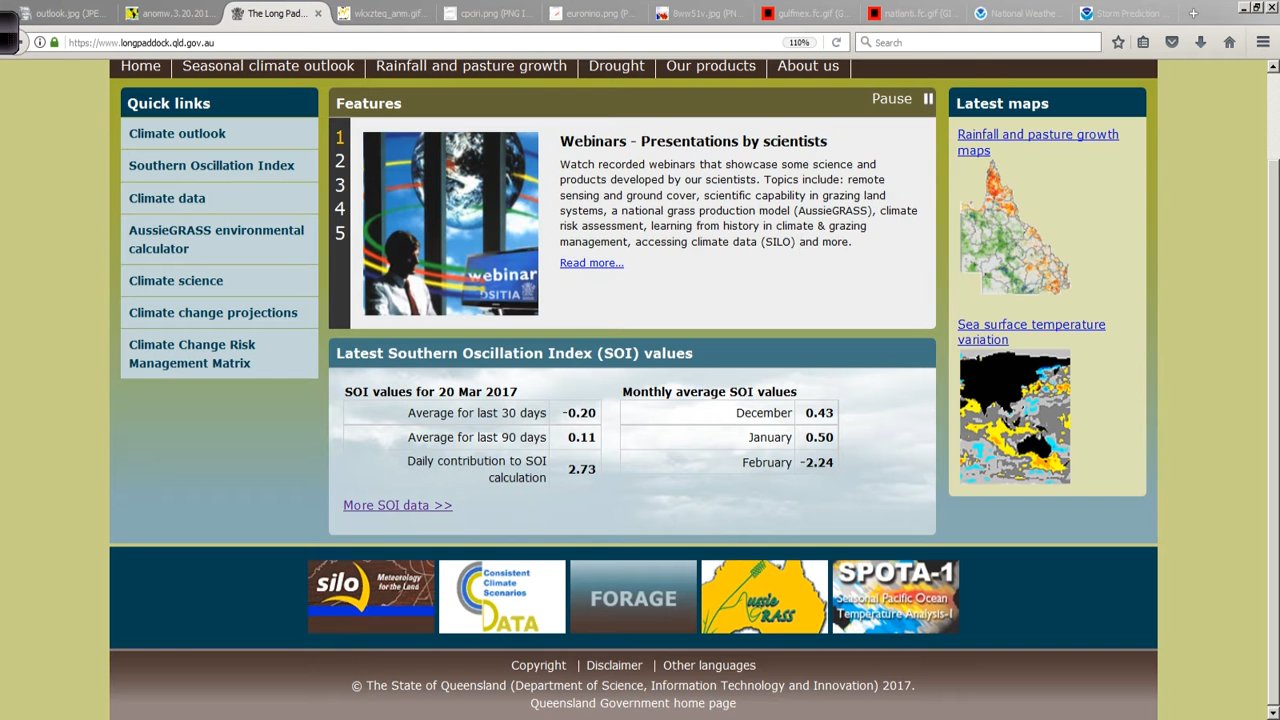 outlook.jpg (JPE...
anomw.3.20.201...
The Long Pad...
wkxzteq_anm.gif...
cpciri.png (PNG I...
euronino.png (P...
8ww51v.jpg (PN...
gulfmex.fc.gif (G...
natlanti.fc.gif (GI...
National Weathe...
Storm Prediction ...
https://www.longpaddock.qld.gov.au
110%
Search
Home
Seasonal climate outlook
Rainfall and pasture growth
Drought
Our products
About us
Quick links
Climate outlook
Southern Oscillation Index
Climate data
AussieGRASS environmental
calculator
Climate science
Climate change projections
Climate Change Risk
Management Matrix
Features
Pause
1
2
3
4
5
webinar
OSITIA
Webinars - Presentations by scientists
Watch recorded webinars that showcase some science and
products developed by our scientists. Topics include: remote
sensing and ground cover, scientific capability in grazing land
systems, a national grass production model (AussieGRASS), climate
risk assessment, learning from history in climate & grazing
management, accessing climate data (SILO) and more.
Read more...
Latest Southern Oscillation Index (SOI) values
SOI values for 20 Mar 2017
Average for last 30 days -0.20
Average for last 90 days 0.11
Daily contribution to SOI
calculation 2.73
Monthly average SOI values
December 0.43
January 0.50
February -2.24
More SOI data >>
Latest maps
Rainfall and pasture growth
maps
Sea surface temperature
variation
silo Meteorology
for the Land
Consistent
Climate
Scenarios
DATA
FORAGE
Aussie
GRASS
SPOTA-1
Seasonal Pacific Ocean
Temperature Analysis-1
Copyright | Disclaimer | Other languages
© The State of Queensland (Department of Science, Information Technology and Innovation) 2017.
Queensland Government home page